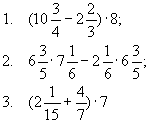 1. (10 3/4 − 2 2/3) · 8;
2. 6 3/5 · 7 1/6 − 2 1/6 · 6 3/5;
3. (2 1/15 + 4/7) · 7